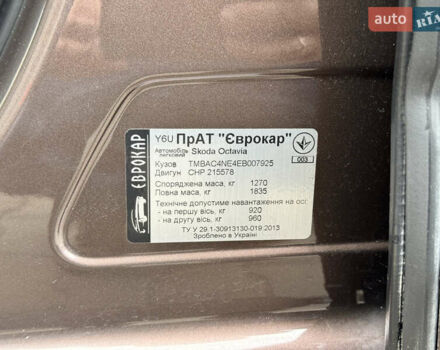 auto RIA
ЄВРОКАР
Y6U ПрАТ "Єврокар"
Автомобіль легковий Skoda Octavia
003
Кузов TMBAC4NE4EB007925
Двигун CHP 215578
Споряджена маса, кг 1270
Повна маса, кг 1835
Технічне допустиме навантаження на осі
- на першу вісь, кг 920
- на другу вісь, кг 960
ТУ У 29.1-30913130-019:2013
Зроблено в Україні